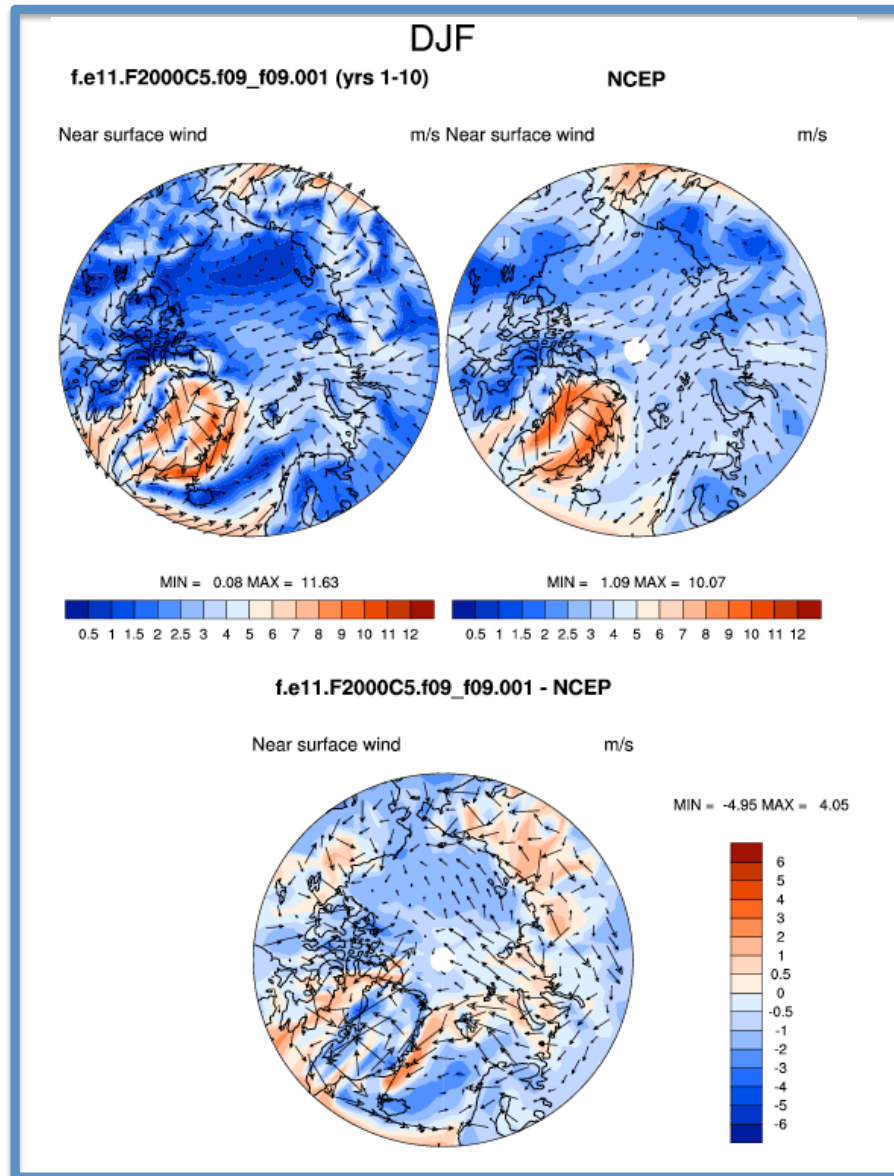 DJF
f.e11.F2000C5.f09_f09.001 (yrs 1-10) NCEP
Near surface wind m/s Near surface wind m/s
MIN = 0.08 MAX = 11.63 MIN = 1.09 MAX = 10.07
0.5 1 1.5 2 2.5 3 4 5 6 7 8 9 10 11 12 0.5 1 1.5 2 2.5 3 4 5 6 7 8 9 10 11 12
f.e11.F2000C5.f09_f09.001 - NCEP
Near surface wind m/s
MIN = -4.95 MAX = 4.05
6
5
4
3
2
1
0.5
0
-0.5
-1
-2
-3
-4
-5
-6